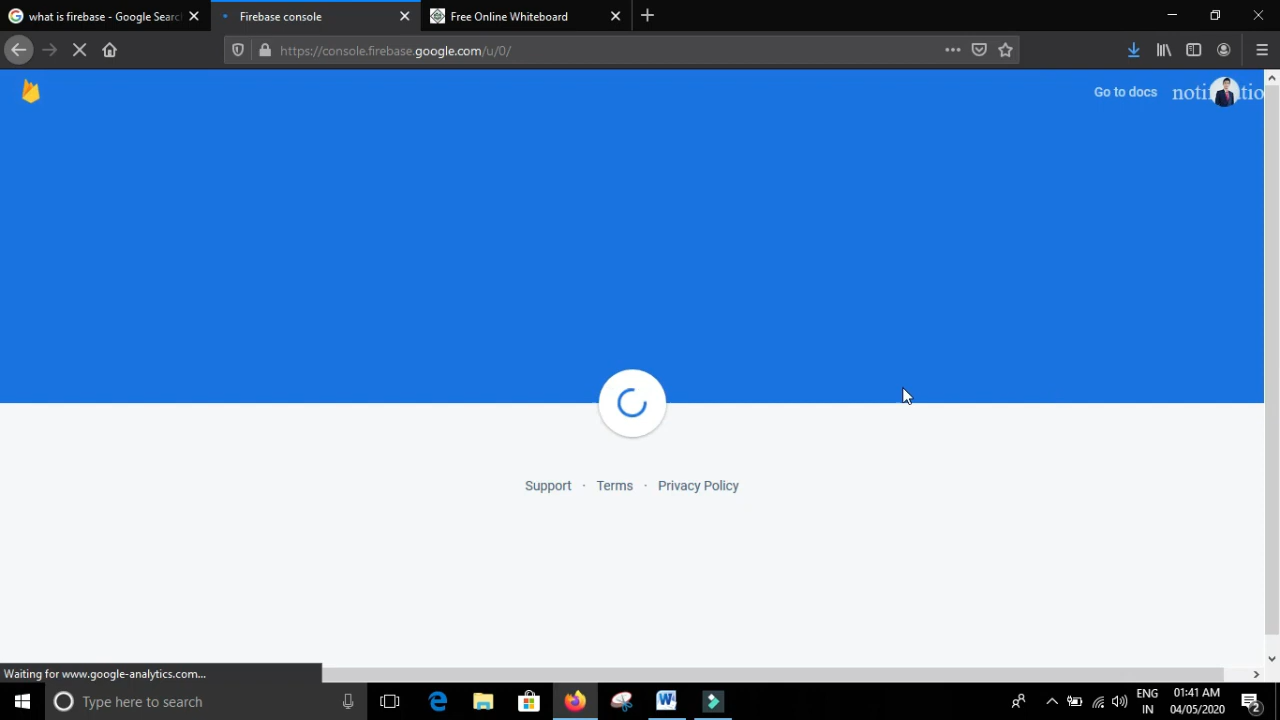 what is firebase - Google Searc
Firebase console
Free Online Whiteboard
https://console.firebase.google.com/u/0/
Go to docs
Support · Terms · Privacy Policy
Waiting for www.google-analytics.com...
Type here to search
ENG
IN
01:41 AM
04/05/2020
2